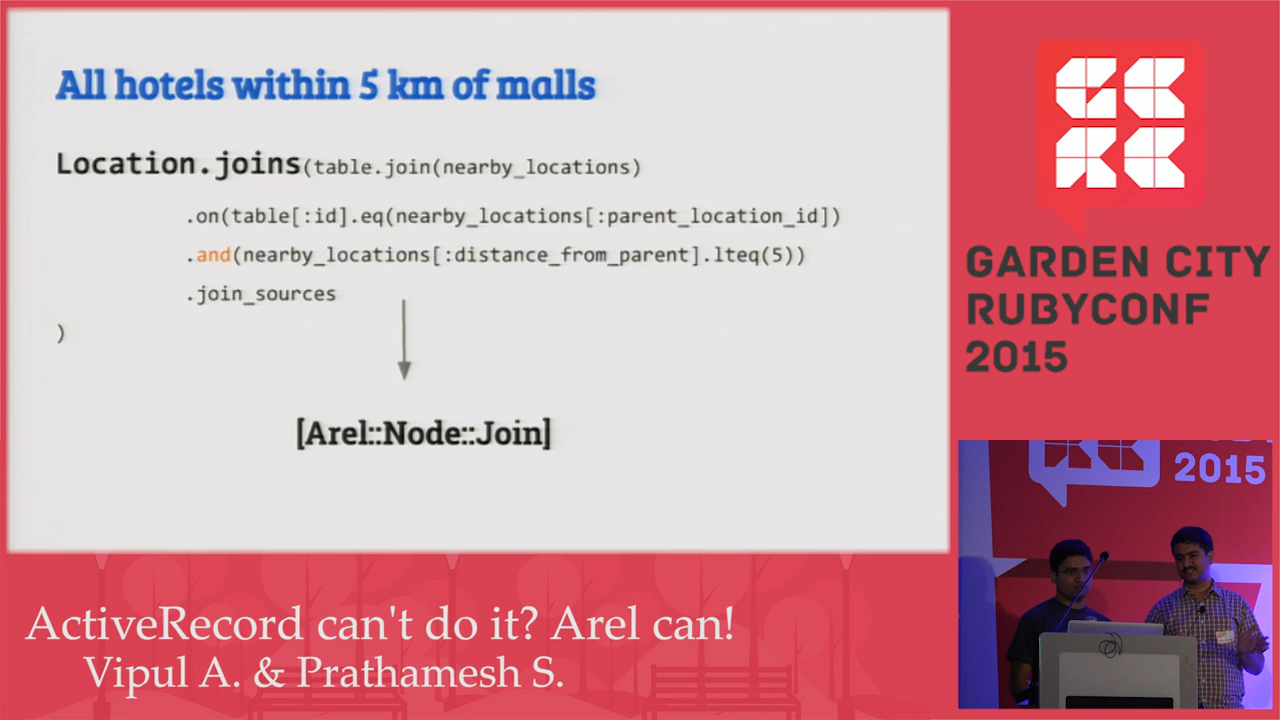 All hotels within 5 km of malls
Location.joins(table.join(nearby_locations)
.on(table[:id].eq(nearby_locations[:parent_location_id])
.and(nearby_locations[:distance_from_parent].lteq(5))
.join_sources
)
[Arel::Node::Join]
GARDEN CITY
RUBYCONF
2015
2015
ActiveRecord can't do it? Arel can!
Vipul A. & Prathamesh S.